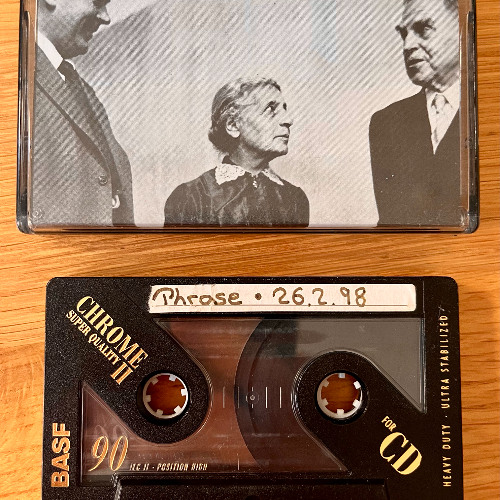 Phrase • 26.2.98
CHROME
SUPER QUALITY II
BASF
90
IEC II · POSITION HIGH
FOR
CD
HEAVY DUTY · ULTRA STABILIZED